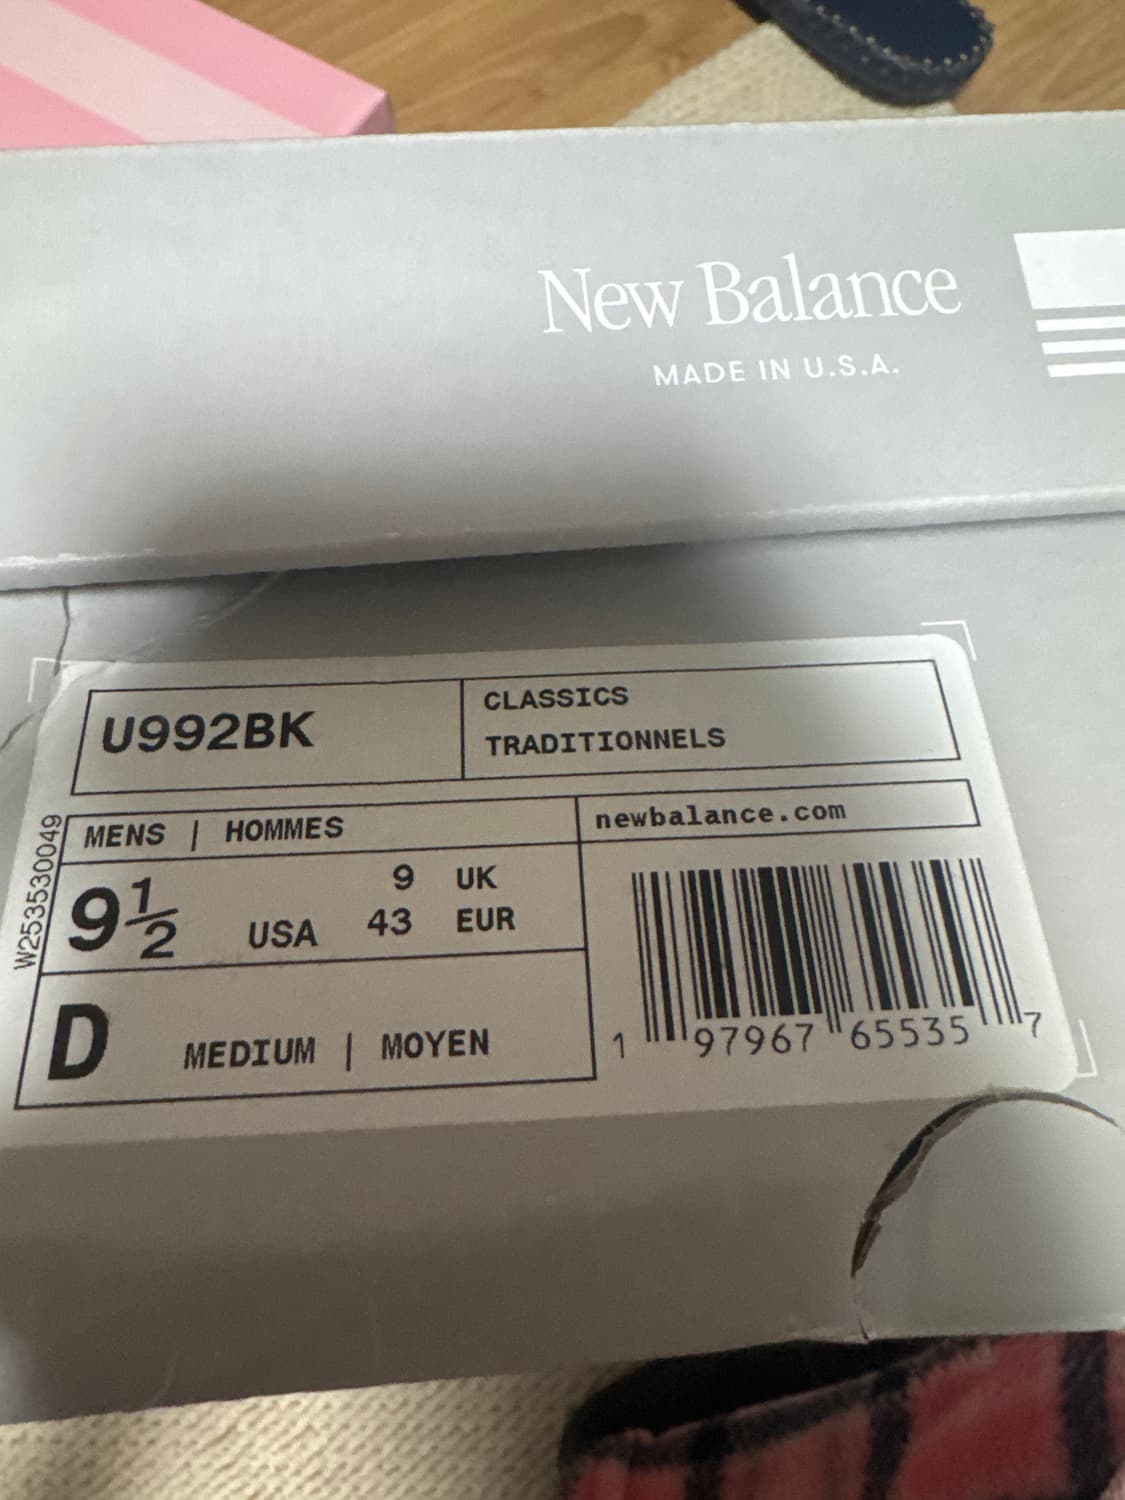 New Balance
MADE IN U.S.A.
U992BK
CLASSICS
TRADITIONNELS
W253530049
MENS | HOMMES
9½ USA
9 UK
43 EUR
D MEDIUM | MOYEN
newbalance.com
1 97967 65535 7